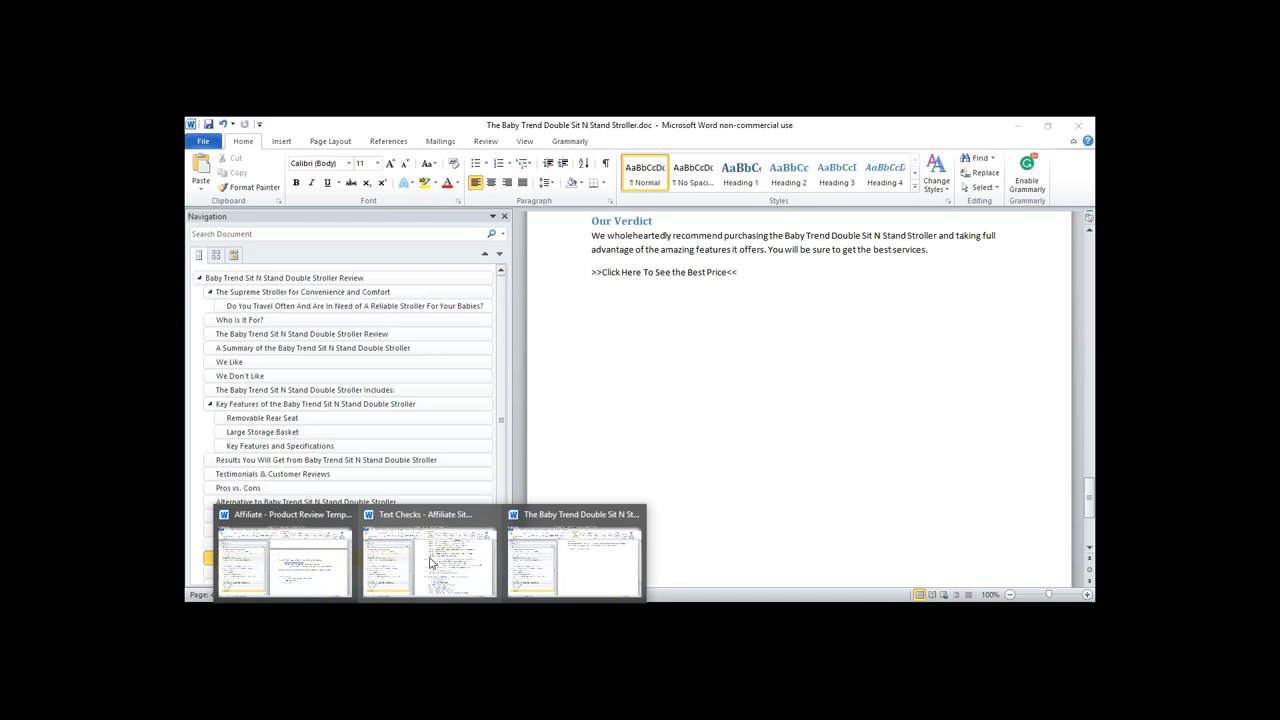 The Baby Trend Double Sit N Stand Stroller.doc - Microsoft Word non-commercial use
File Home Insert Page Layout References Mailings Review View Grammarly
Paste
Cut
Copy
Format Painter
Clipboard
Calibri (Body) 11
Font
Paragraph
AaBbCcDc AaBbCcDc AaBbC AaBbCc AaBbCcI AaBbCcD
¶ Normal ¶ No Spaci... Heading 1 Heading 2 Heading 3 Heading 4
Change Styles
Styles
Find
Replace
Select
Editing
Enable Grammarly
Grammarly
Navigation
Search Document
Baby Trend Sit N Stand Double Stroller Review
The Supreme Stroller for Convenience and Comfort
Do You Travel Often And Are In Need of A Reliable Stroller For Your Babies?
Who Is It For?
The Baby Trend Sit N Stand Double Stroller Review
A Summary of the Baby Trend Sit N Stand Double Stroller
We Like
We Don't Like
The Baby Trend Sit N Stand Double Stroller Includes:
Key Features of the Baby Trend Sit N Stand Double Stroller
Removable Rear Seat
Large Storage Basket
Key Features and Specifications
Results You Will Get from Baby Trend Sit N Stand Double Stroller
Testimonials & Customer Reviews
Pros vs. Cons
Alternative to Baby Trend Sit N Stand Double Stroller
Our Verdict
We wholeheartedly recommend purchasing the Baby Trend Double Sit N Stand Stroller and taking full
advantage of the amazing features it offers. You will be sure to get the best services.
>>Click Here To See the Best Price<<
Affiliate - Product Review Temp...
Text Checks - Affiliate Sit...
The Baby Trend Double Sit N St...
Page:
100%